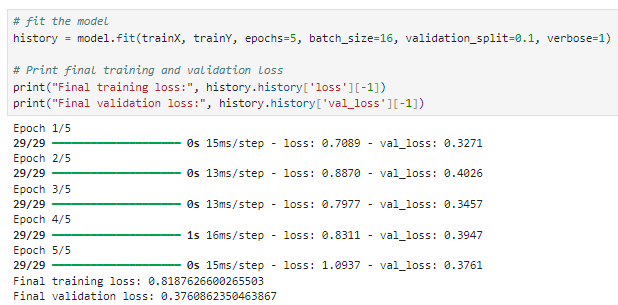 # fit the model
history = model.fit(trainX, trainY, epochs=5, batch_size=16, validation_split=0.1, verbose=1)
# Print final training and validation loss
print("Final training loss:", history.history['loss'][-1])
print("Final validation loss:", history.history['val_loss'][-1])
Epoch 1/5
29/29 ━━━━━━━━━━━━━━━━━━━━ 0s 15ms/step - loss: 0.7089 - val_loss: 0.3271
Epoch 2/5
29/29 ━━━━━━━━━━━━━━━━━━━━ 0s 13ms/step - loss: 0.8870 - val_loss: 0.4026
Epoch 3/5
29/29 ━━━━━━━━━━━━━━━━━━━━ 0s 13ms/step - loss: 0.7977 - val_loss: 0.3457
Epoch 4/5
29/29 ━━━━━━━━━━━━━━━━━━━━ 1s 16ms/step - loss: 0.8311 - val_loss: 0.3947
Epoch 5/5
29/29 ━━━━━━━━━━━━━━━━━━━━ 0s 15ms/step - loss: 1.0937 - val_loss: 0.3761
Final training loss: 0.8187626600265503
Final validation loss: 0.3760862350463867